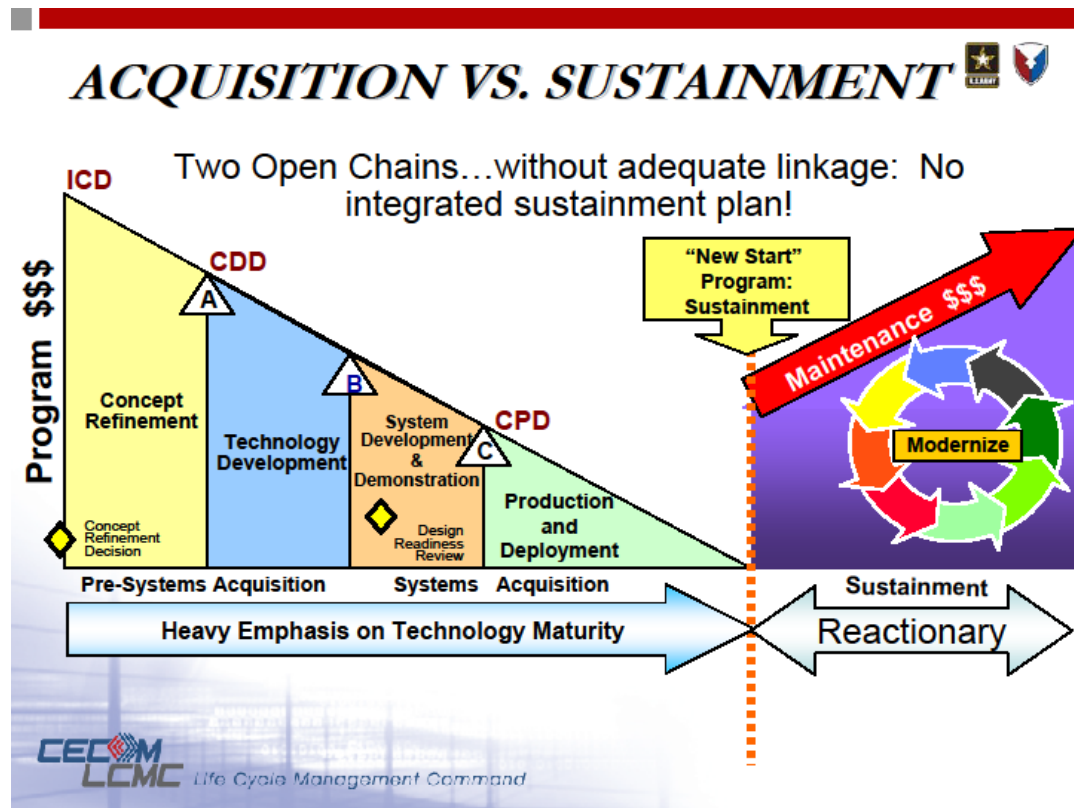 ACQUISITION VS. SUSTAINMENT
U.S.ARMY
Two Open Chains…without adequate linkage: No
integrated sustainment plan!
ICD
CDD
CPD
Program $$$
A
B
C
Concept
Refinement
Technology
Development
System
Development
&
Demonstration
Production
and
Deployment
Concept
Refinement
Decision
Design
Readiness
Review
"New Start"
Program:
Sustainment
Maintenance $$$
Modernize
Pre-Systems Acquisition
Systems Acquisition
Sustainment
Heavy Emphasis on Technology Maturity
Reactionary
CECOM
LCMC Life Cycle Management Command